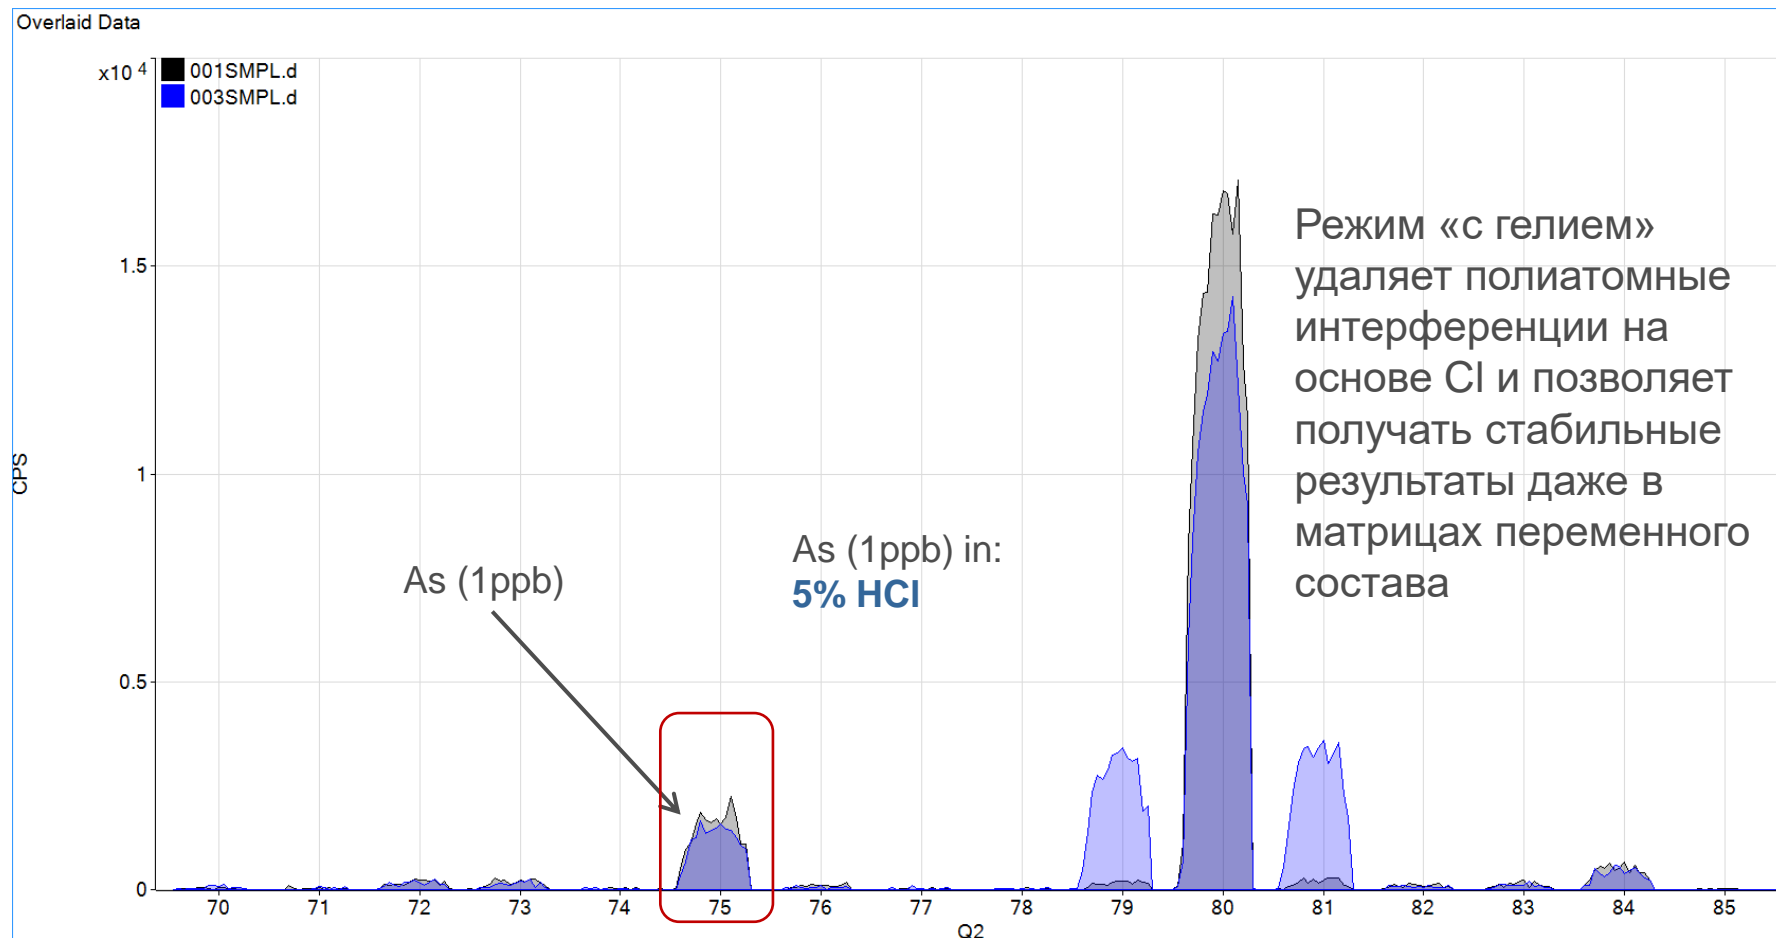 Overlaid Data
x10 4
001SMPL.d
003SMPL.d
1.5
1
0.5
0
CPS
As (1ppb)
As (1ppb) in:
5% HCl
Режим «с гелием»
удаляет полиатомные
интерференции на
основе Cl и позволяет
получать стабильные
результаты даже в
матрицах переменного
состава
70 71 72 73 74 75 76 77 78 79 80 81 82 83 84 85
Q2